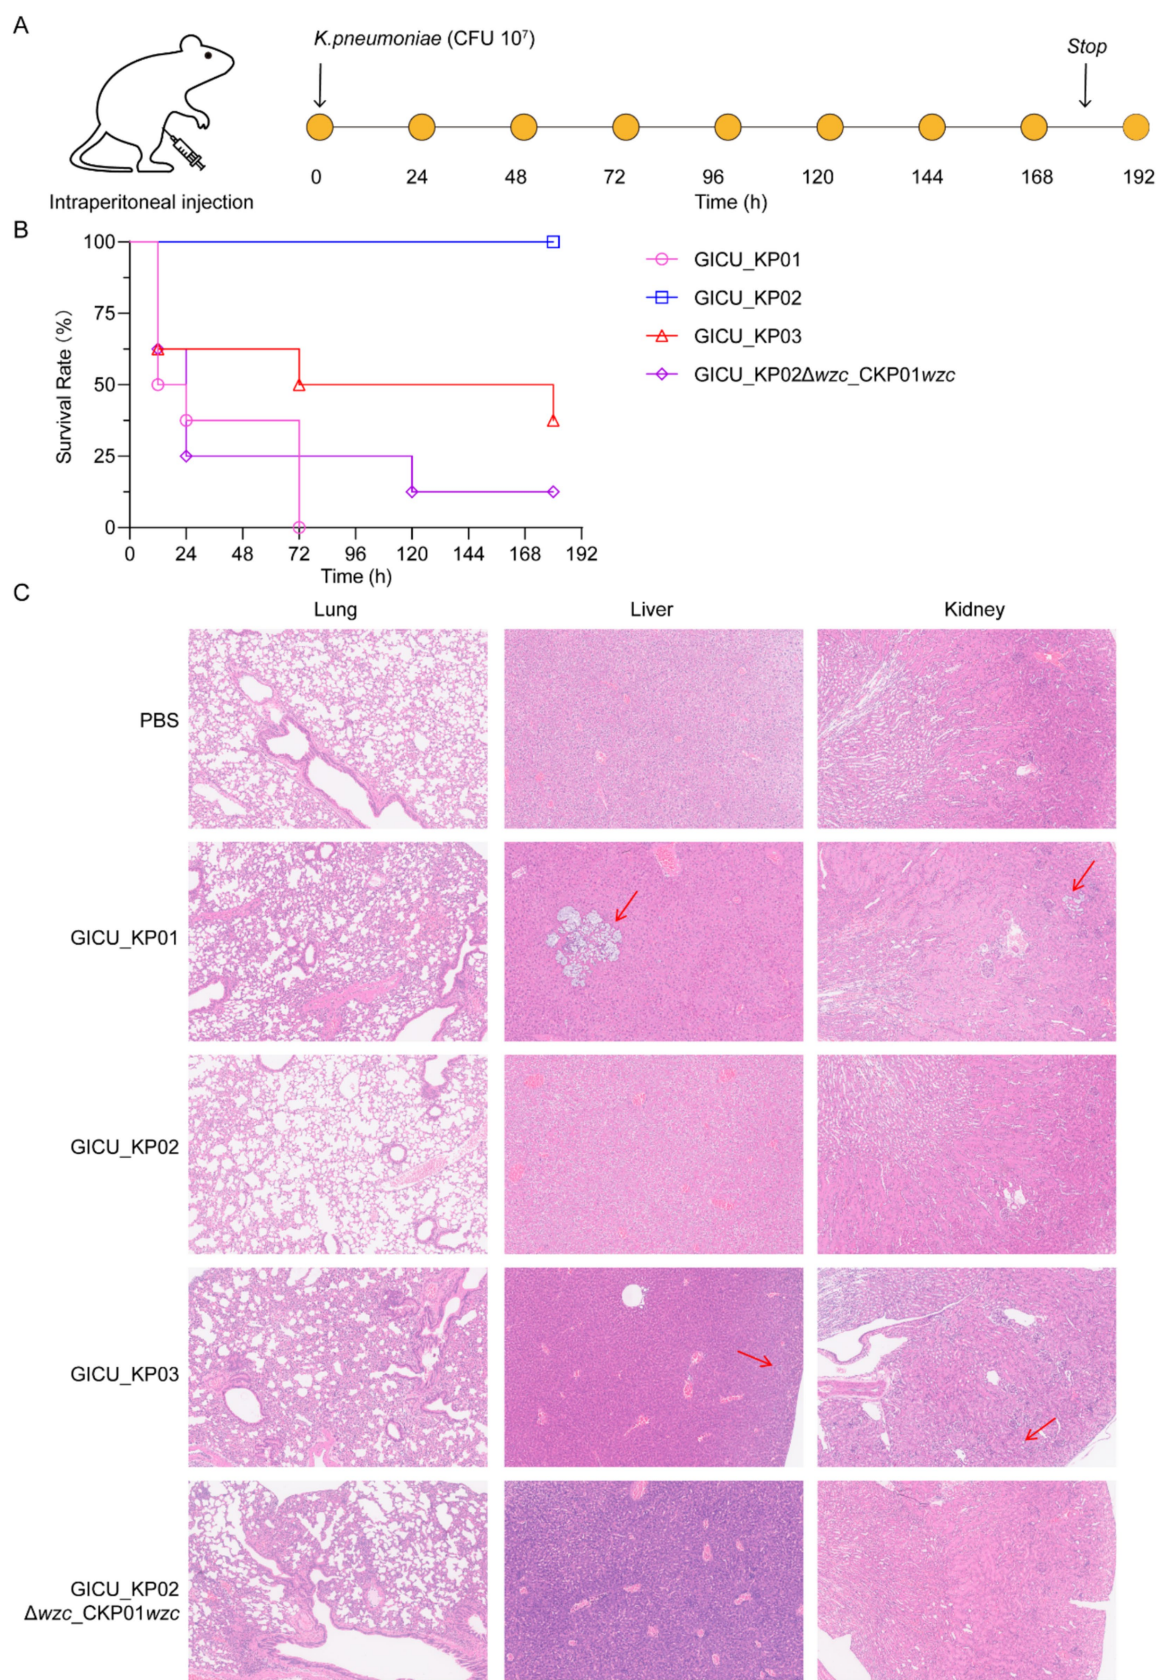 A
K.pneumoniae (CFU 10⁷)
Stop
0 24 48 72 96 120 144 168 192
Intraperitoneal injection
Time (h)
B
100
75
50
25
0
Survival Rate (%)
0 24 48 72 96 120 144 168 192
Time (h)
GICU_KP01
GICU_KP02
GICU_KP03
GICU_KP02Δwzc_CKP01wzc
C
Lung Liver Kidney
PBS
GICU_KP01
GICU_KP02
GICU_KP03
GICU_KP02
Δwzc_CKP01wzc